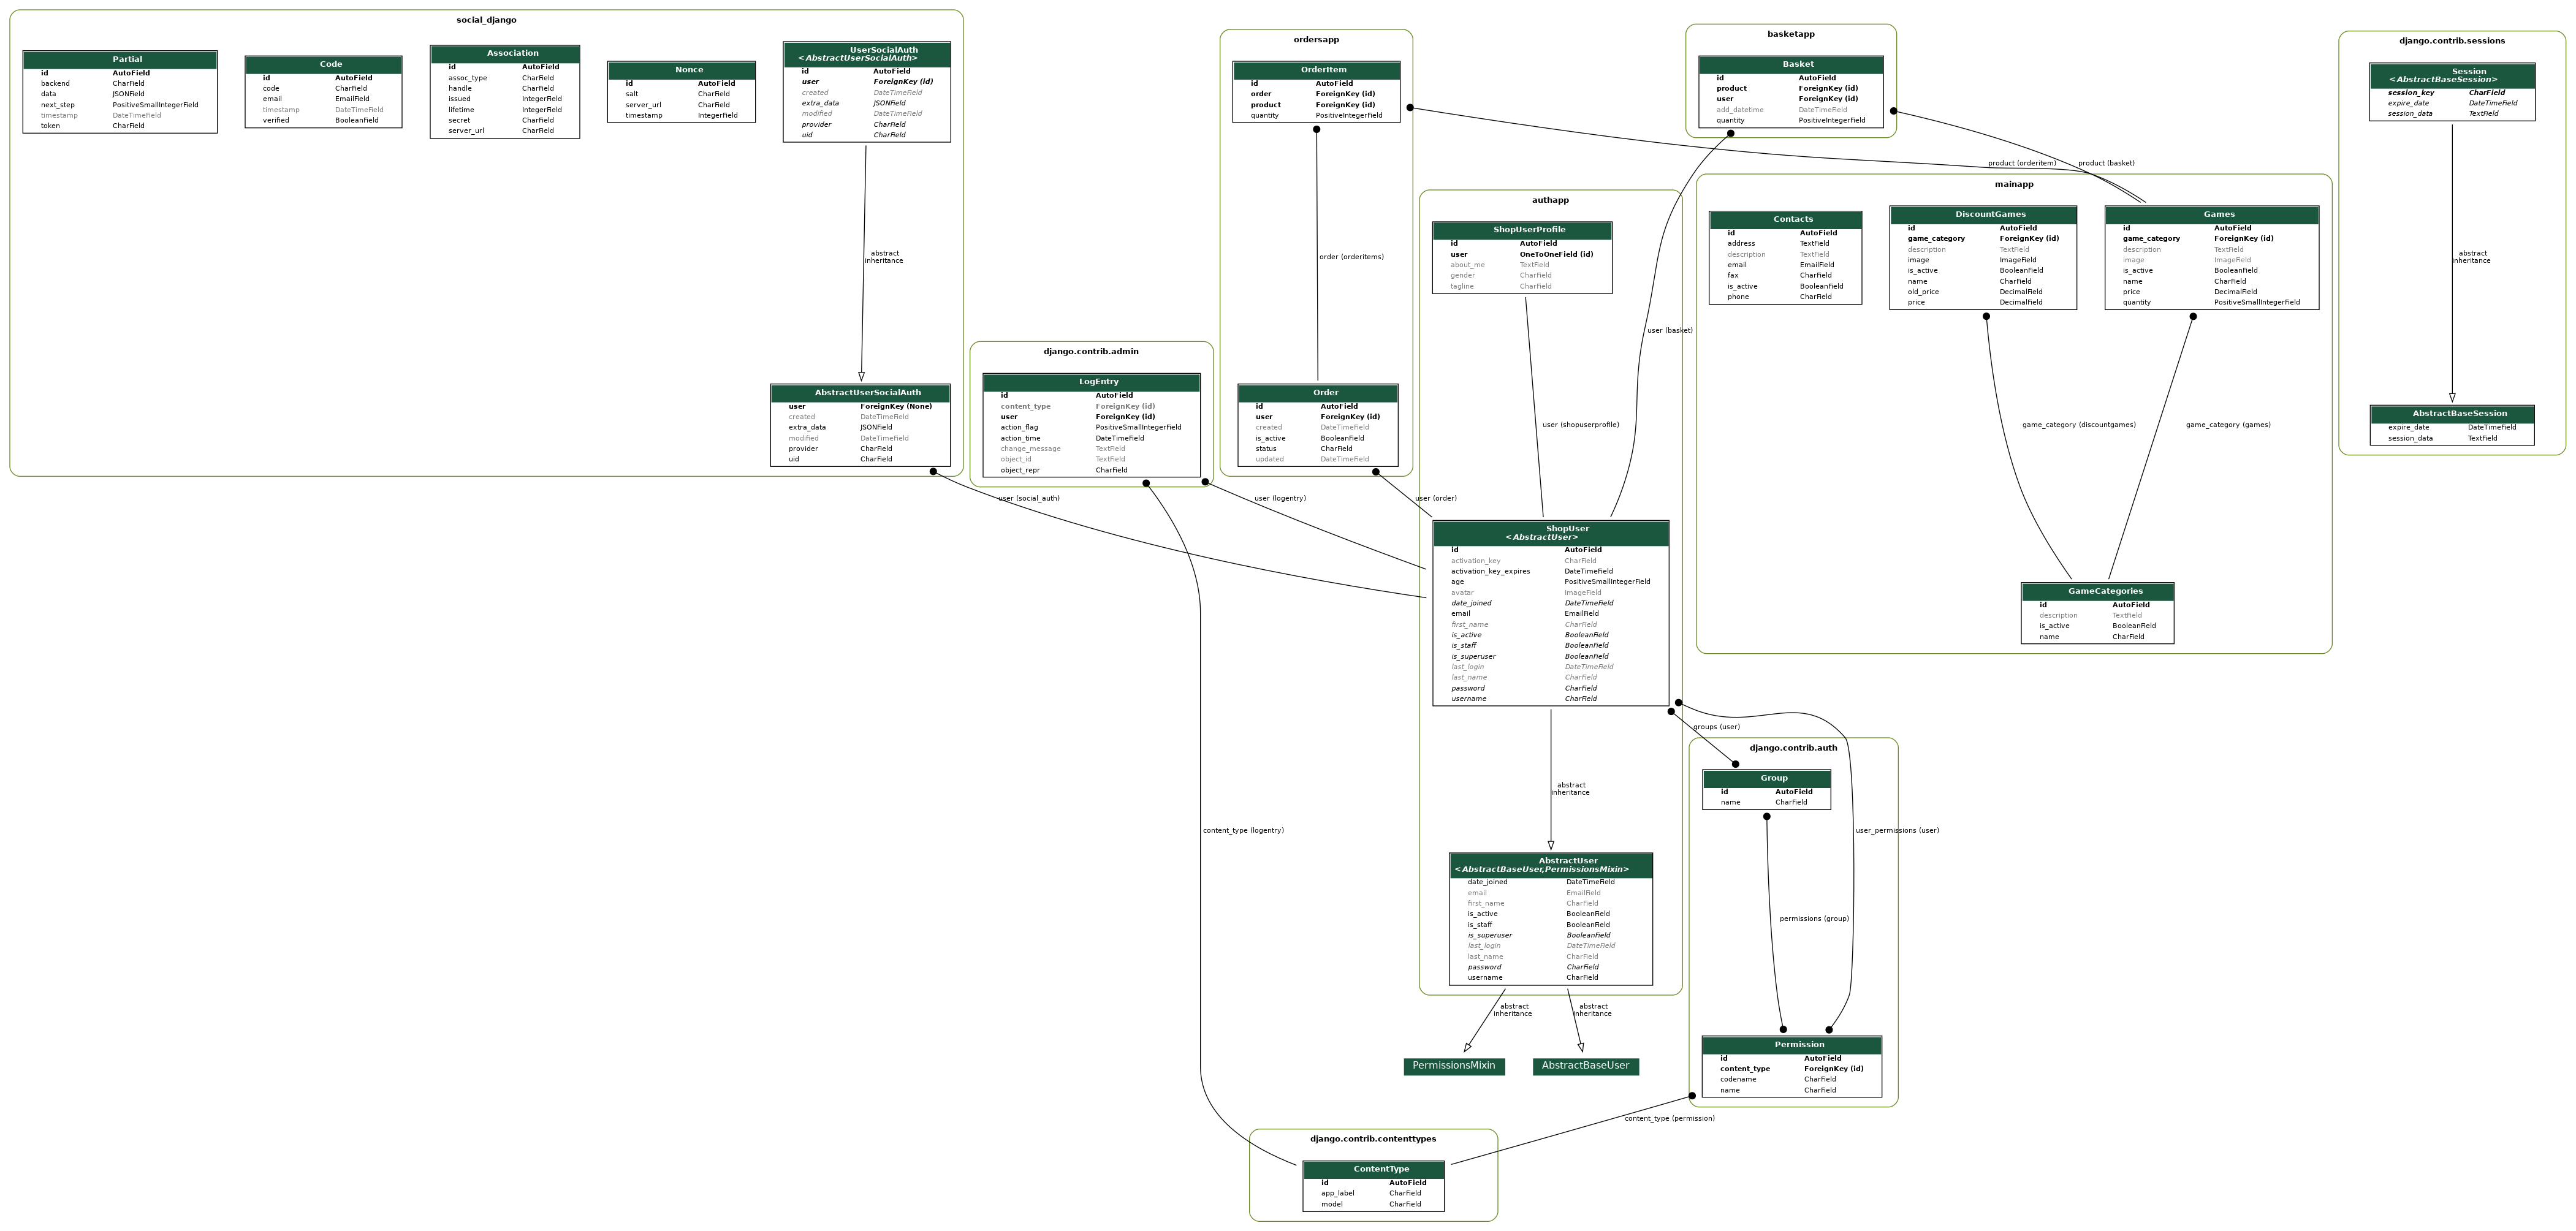 social_django
Partial
id AutoField
backend CharField
data JSONField
next_step PositiveSmallIntegerField
timestamp DateTimeField
token CharField
Code
id AutoField
code CharField
email EmailField
timestamp DateTimeField
verified BooleanField
Association
id AutoField
assoc_type CharField
handle CharField
issued IntegerField
lifetime IntegerField
secret CharField
server_url CharField
Nonce
id AutoField
salt CharField
server_url CharField
timestamp IntegerField
UserSocialAuth
<AbstractUserSocialAuth>
id AutoField
user ForeignKey (id)
created DateTimeField
extra_data JSONField
modified DateTimeField
provider CharField
uid CharField
abstract
inheritance
AbstractUserSocialAuth
user ForeignKey (None)
created DateTimeField
extra_data JSONField
modified DateTimeField
provider CharField
uid CharField
user (social_auth)
django.contrib.admin
LogEntry
id AutoField
content_type ForeignKey (id)
user ForeignKey (id)
action_flag PositiveSmallIntegerField
action_time DateTimeField
change_message TextField
object_id TextField
object_repr CharField
user (logentry)
content_type (logentry)
ordersapp
OrderItem
id AutoField
order ForeignKey (id)
product ForeignKey (id)
quantity PositiveIntegerField
order (orderitems)
Order
id AutoField
user ForeignKey (id)
created DateTimeField
is_active BooleanField
status CharField
updated DateTimeField
user (order)
basketapp
Basket
id AutoField
product ForeignKey (id)
user ForeignKey (id)
add_datetime DateTimeField
quantity PositiveIntegerField
product (orderitem)
product (basket)
user (basket)
authapp
ShopUserProfile
id AutoField
user OneToOneField (id)
about_me TextField
gender CharField
tagline CharField
user (shopuserprofile)
ShopUser
<AbstractUser>
id AutoField
activation_key CharField
activation_key_expires DateTimeField
age PositiveSmallIntegerField
avatar ImageField
date_joined DateTimeField
email EmailField
first_name CharField
is_active BooleanField
is_staff BooleanField
is_superuser BooleanField
last_login DateTimeField
last_name CharField
password CharField
username CharField
abstract
inheritance
AbstractUser
<AbstractBaseUser,PermissionsMixin>
date_joined DateTimeField
email EmailField
first_name CharField
is_active BooleanField
is_staff BooleanField
is_superuser BooleanField
last_login DateTimeField
last_name CharField
password CharField
username CharField
abstract
inheritance
abstract
inheritance
PermissionsMixin
AbstractBaseUser
mainapp
Contacts
id AutoField
address TextField
description TextField
email EmailField
fax CharField
is_active BooleanField
phone CharField
DiscountGames
id AutoField
game_category ForeignKey (id)
description TextField
image ImageField
is_active BooleanField
name CharField
old_price DecimalField
price DecimalField
Games
id AutoField
game_category ForeignKey (id)
description TextField
image ImageField
is_active BooleanField
name CharField
price DecimalField
quantity PositiveSmallIntegerField
game_category (discountgames)
game_category (games)
GameCategories
id AutoField
description TextField
is_active BooleanField
name CharField
django.contrib.sessions
Session
<AbstractBaseSession>
session_key CharField
expire_date DateTimeField
session_data TextField
abstract
inheritance
AbstractBaseSession
expire_date DateTimeField
session_data TextField
groups (user)
django.contrib.auth
Group
id AutoField
name CharField
user_permissions (user)
permissions (group)
Permission
id AutoField
content_type ForeignKey (id)
codename CharField
name CharField
content_type (permission)
django.contrib.contenttypes
ContentType
id AutoField
app_label CharField
model CharField